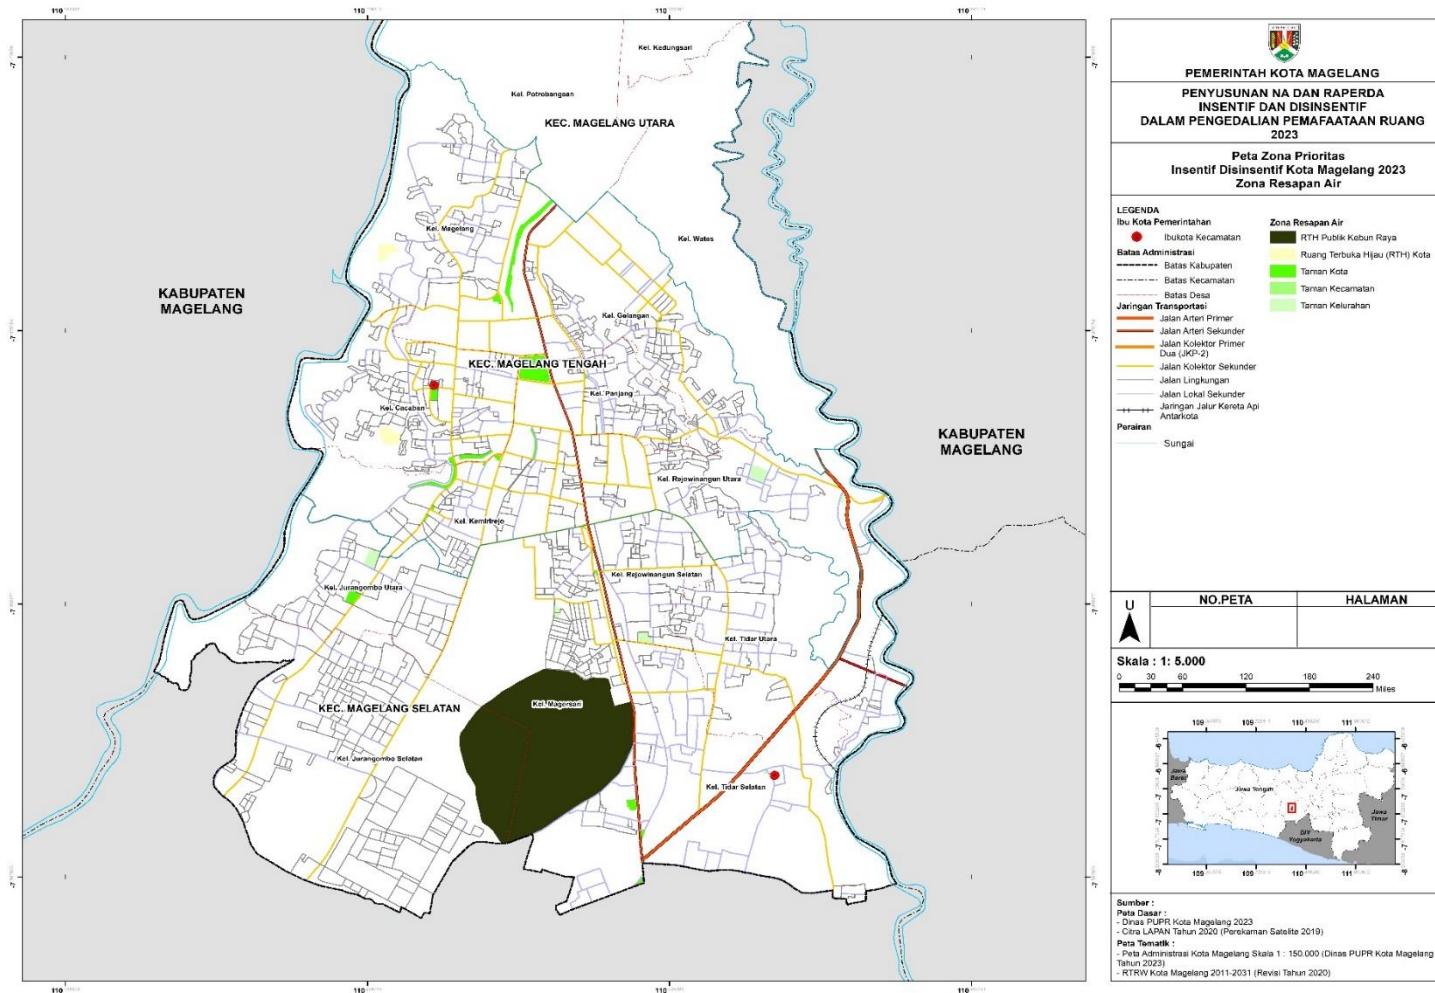 PEMERINTAH KOTA MAGELANG
PENYUSUNAN NA DAN RAPERDA
INSENTIF DAN DISINSENTIF
DALAM PENGEDALIAN PEMAFAATAAN RUANG
2023
Peta Zona Prioritas
Insentif Disinsentif Kota Magelang 2023
Zona Resapan Air
LEGENDA
Ibu Kota Pemerintahan
Ibukota Kecamatan
Batas Administrasi
Batas Kabupaten
Batas Kecamatan
Batas Desa
Jaringan Transportasi
Jalan Arteri Primer
Jalan Arteri Sekunder
Jalan Kolektor Primer
Dua (JKP-2)
Jalan Kolektor Sekunder
Jalan Lingkungan
Jalan Lokal Sekunder
Jaringan Jalur Kereta Api
Antarkota
Perairan
Sungai
Zona Resapan Air
RTH Publik Kebun Raya
Ruang Terbuka Hijau (RTH) Kota
Taman Kota
Taman Kecamatan
Taman Kelurahan
U
NO.PETA
HALAMAN
Skala : 1: 5.000
0 30 60 120 180 240
Miles
Jawa
Barat
Jawa Tengah
DIY
Yogyakarta
Jawa
Timur
Sumber :
Peta Dasar :
- Dinas PUPR Kota Magelang 2023
- Citra LAPAN Tahun 2020 (Perekaman Satelite 2019)
Peta Tematik :
- Peta Administrasi Kota Magelang Skala 1 : 150.000 (Dinas PUPR Kota Magelang
Tahun 2023)
- RTRW Kota Magelang 2011-2031 (Revisi Tahun 2020)
Kel. Kedungsari
Kel. Potrobangsan
KEC. MAGELANG UTARA
Kel. Magelang
Kel. Wates
KABUPATEN
MAGELANG
Kel. Gelangan
KEC. MAGELANG TENGAH
Kel. Panjang
Kel. Cacaban
KABUPATEN
MAGELANG
Kel. Rejowinangun Utara
Kel. Kemirirejo
Kel. Rejowinangun Selatan
Kel. Jurangombo Utara
Kel. Tidar Utara
Kel. Magersari
KEC. MAGELANG SELATAN
Kel. Jurangombo Selatan
Kel. Tidar Selatan